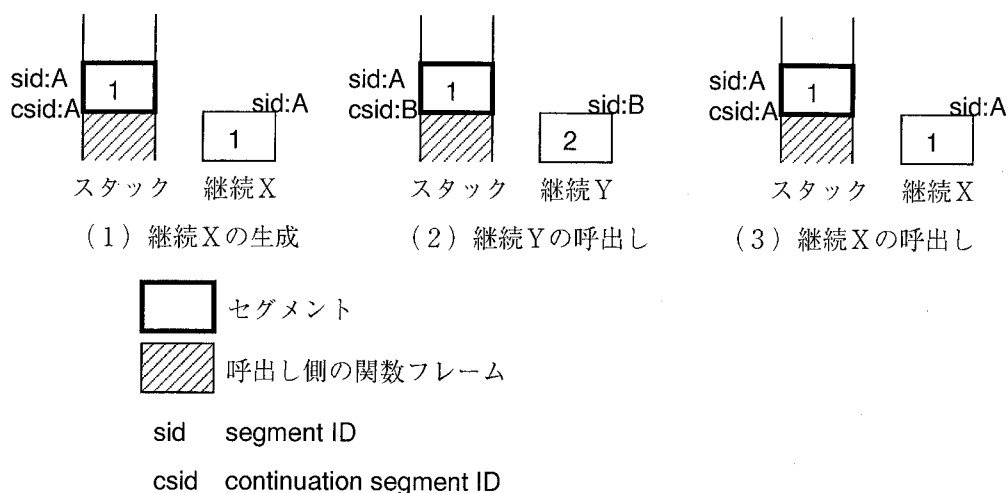 sid:A
csid:A
1
sid:A
1
スタック
継続X
(1)継続Xの生成
sid:A
csid:B
1
sid:B
2
スタック
継続Y
(2)継続Yの呼出し
sid:A
csid:A
1
sid:A
1
スタック
継続X
(3)継続Xの呼出し
セグメント
呼出し側の関数フレーム
sid segment ID
csid continuation segment ID